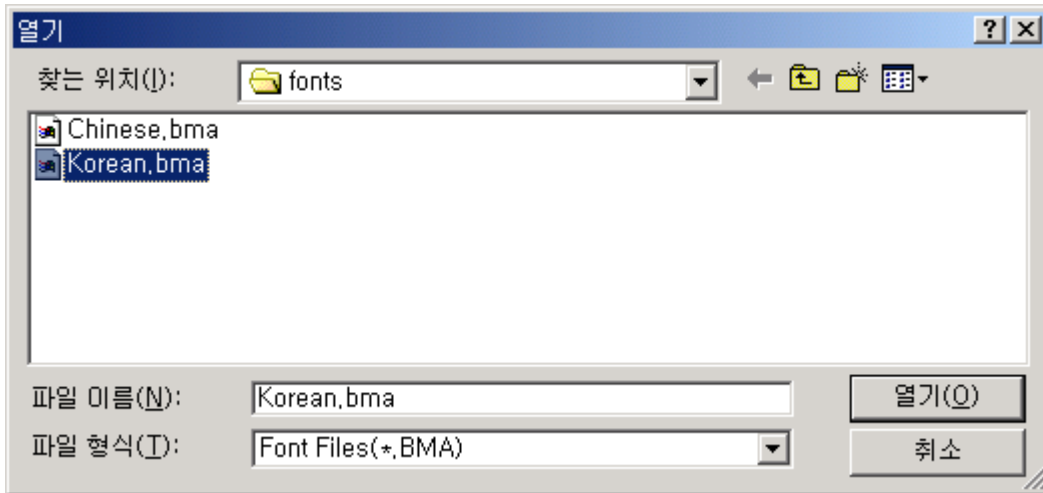 열기
찾는 위치(I):
fonts
Chinese.bma
Korean.bma
파일 이름(N):
Korean.bma
열기(O)
파일 형식(T):
Font Files(*.BMA)
취소